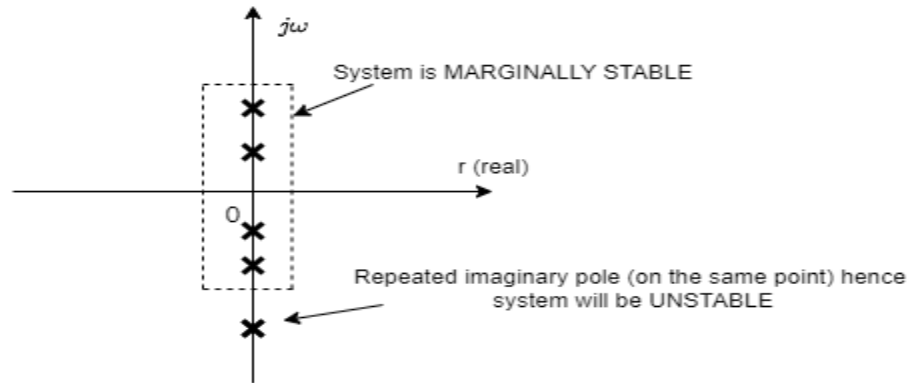 jω
System is MARGINALLY STABLE
r (real)
0
Repeated imaginary pole (on the same point) hence
system will be UNSTABLE